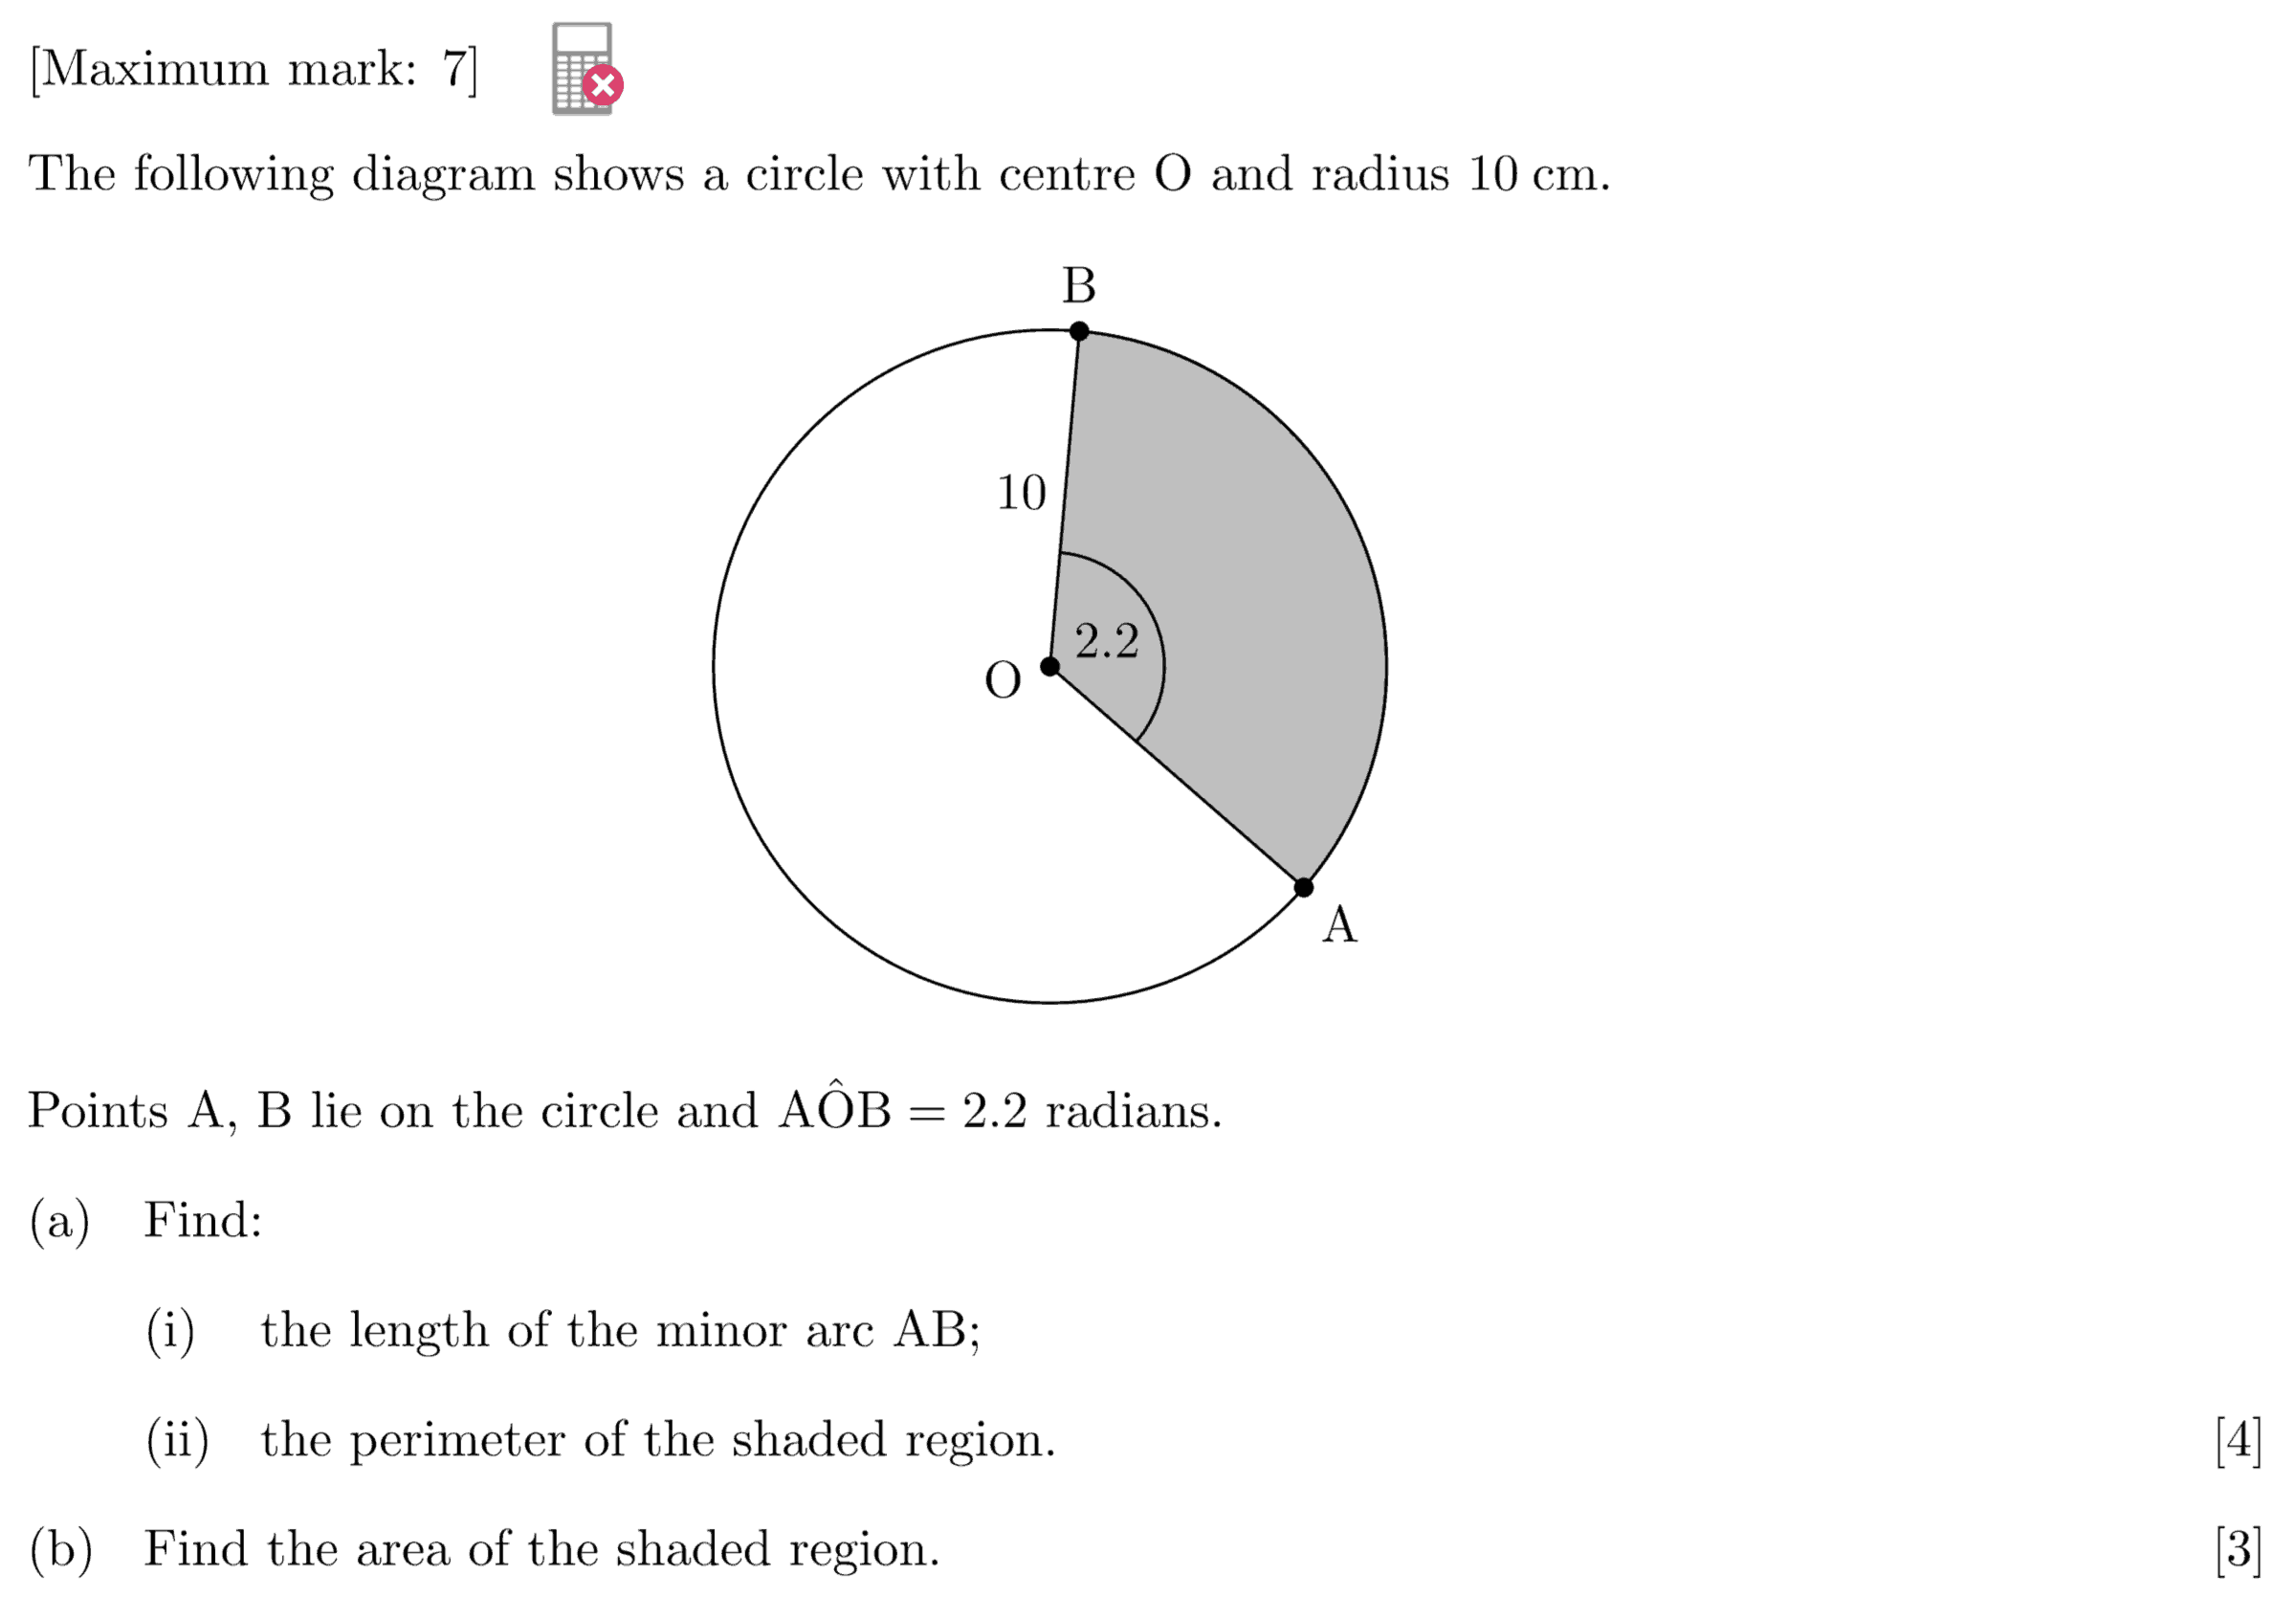 [Maximum mark: 7]
The following diagram shows a circle with centre O and radius 10 cm.
B
10
2.2
O
A
Points A, B lie on the circle and AÔB = 2.2 radians.
(a) Find:
(i) the length of the minor arc AB;
(ii) the perimeter of the shaded region. [4]
(b) Find the area of the shaded region. [3]